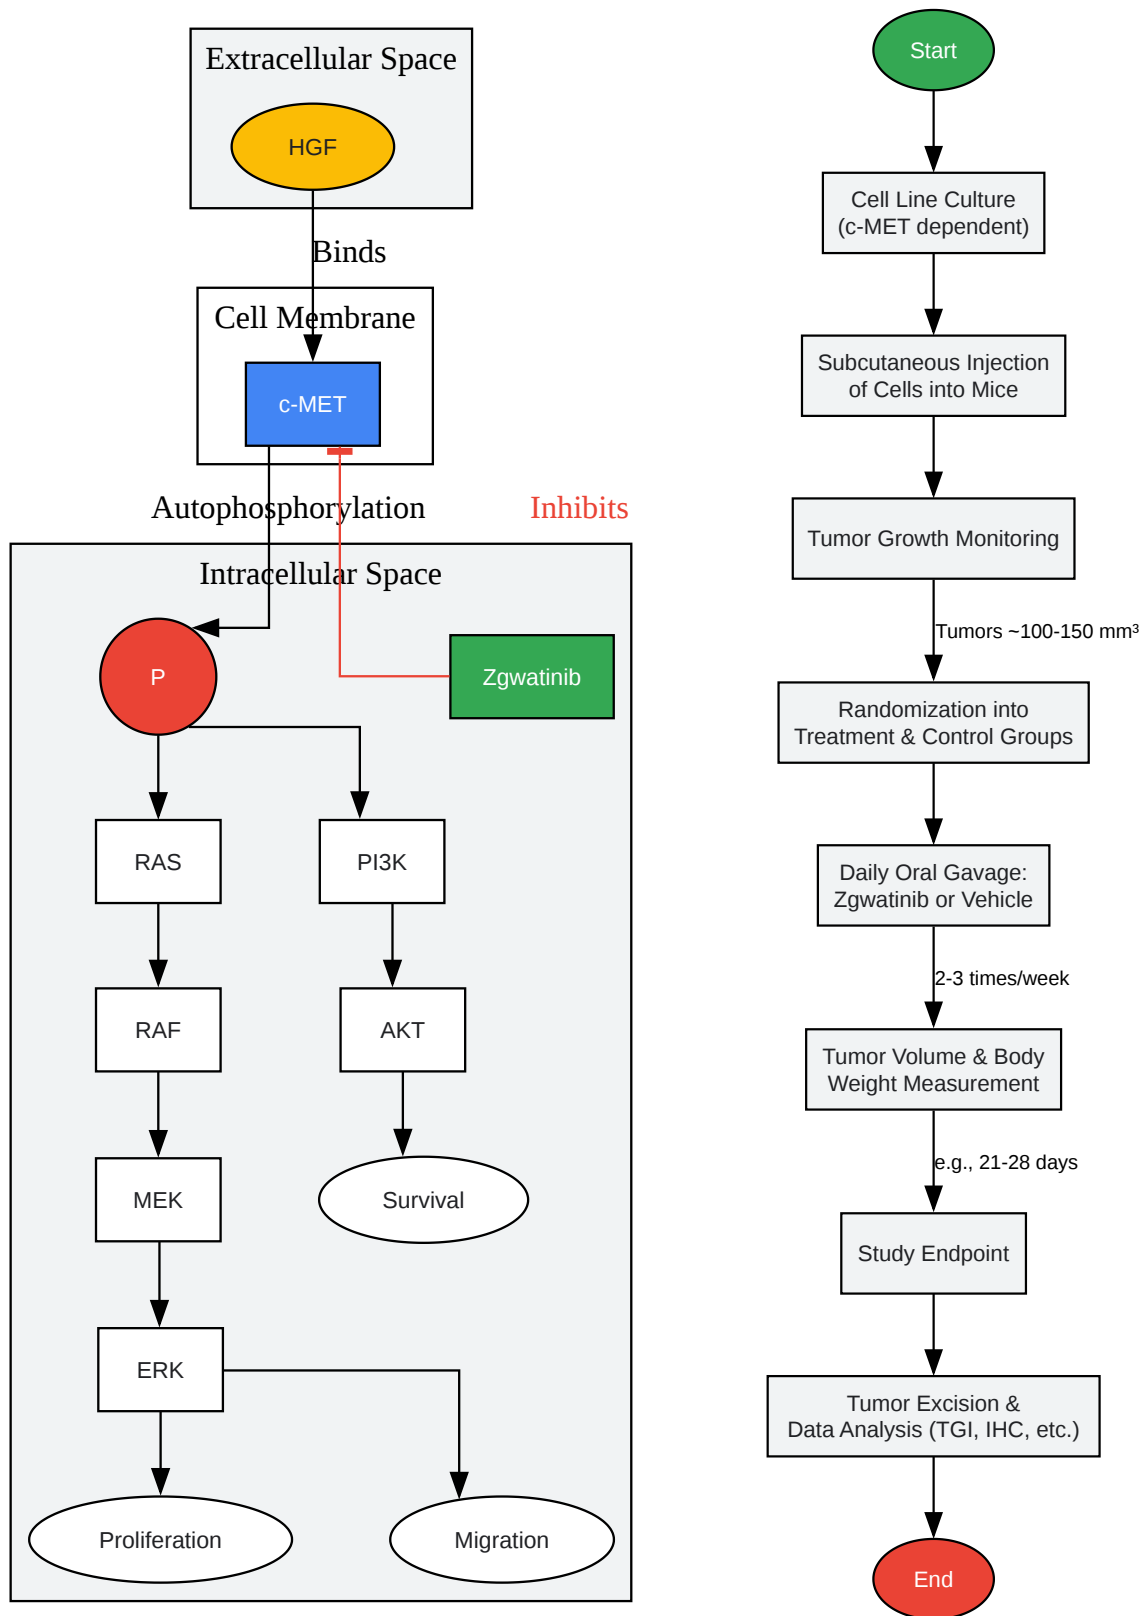 Extracellular Space
HGF
Binds
Cell Membrane
c-MET
Autophosphorylation
Inhibits
Intracellular Space
P
Zgwatinib
RAS
PI3K
RAF
AKT
MEK
Survival
ERK
Proliferation
Migration
Start
Cell Line Culture
(c-MET dependent)
Subcutaneous Injection
of Cells into Mice
Tumor Growth Monitoring
Tumors ~100-150 mm³
Randomization into
Treatment & Control Groups
Daily Oral Gavage:
Zgwatinib or Vehicle
2-3 times/week
Tumor Volume & Body
Weight Measurement
e.g., 21-28 days
Study Endpoint
Tumor Excision &
Data Analysis (TGI, IHC, etc.)
End